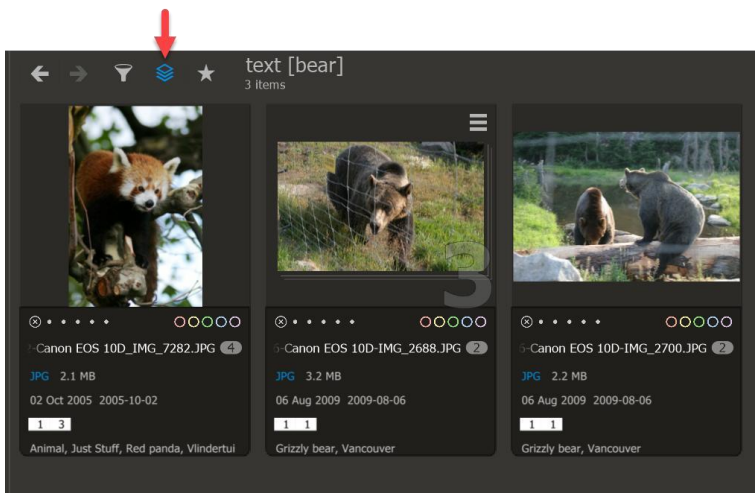 text [bear]
3 items
3
-Canon EOS 10D_IMG_7282.JPG 4
JPG 2.1 MB
02 Oct 2005 2005-10-02
1 3
Animal, Just Stuff, Red panda, Vlindertui
-Canon EOS 10D-IMG_2688.JPG 2
JPG 3.2 MB
06 Aug 2009 2009-08-06
1 1
Grizzly bear, Vancouver
-Canon EOS 10D-IMG_2700.JPG 2
JPG 2.2 MB
06 Aug 2009 2009-08-06
1 1
Grizzly bear, Vancouver